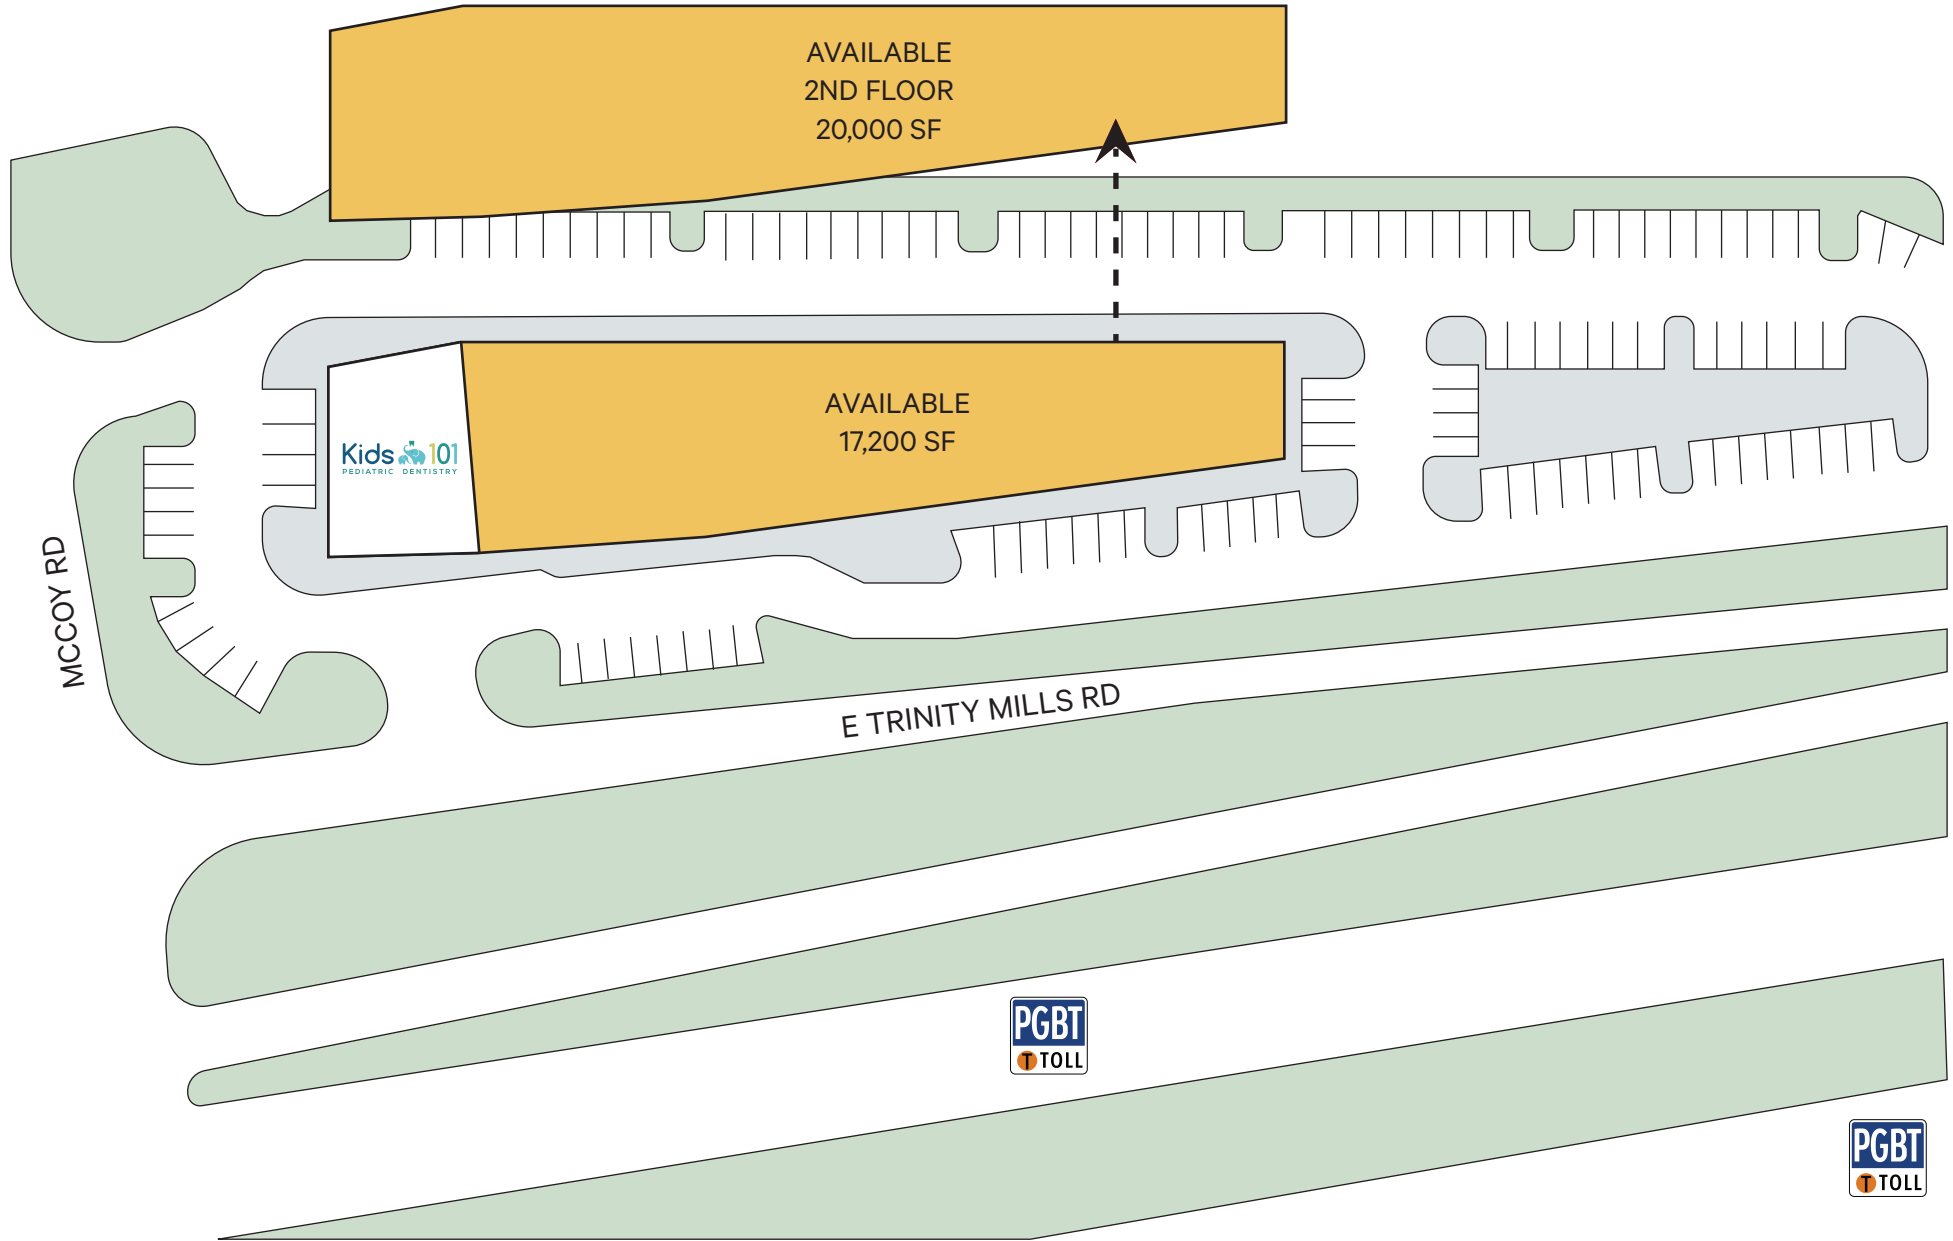 AVAILABLE
2ND FLOOR
20,000 SF
AVAILABLE
17,200 SF
Kids 101
PEDIATRIC DENTISTRY
MCCOY RD
E TRINITY MILLS RD
PGBT
T TOLL
PGBT
T TOLL